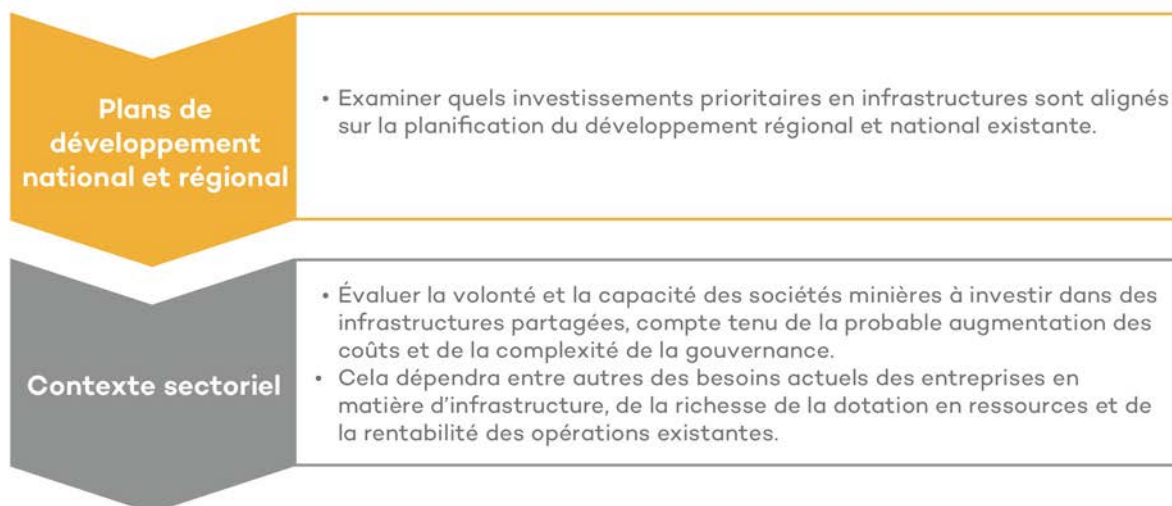 Plans de
développement
national et régional
• Examiner quels investissements prioritaires en infrastructures sont alignés
sur la planification du développement régional et national existante.
Contexte sectoriel
• Évaluer la volonté et la capacité des sociétés minières à investir dans des
infrastructures partagées, compte tenu de la probable augmentation des
coûts et de la complexité de la gouvernance.
• Cela dépendra entre autres des besoins actuels des entreprises en
matière d’infrastructure, de la richesse de la dotation en ressources et de
la rentabilité des opérations existantes.